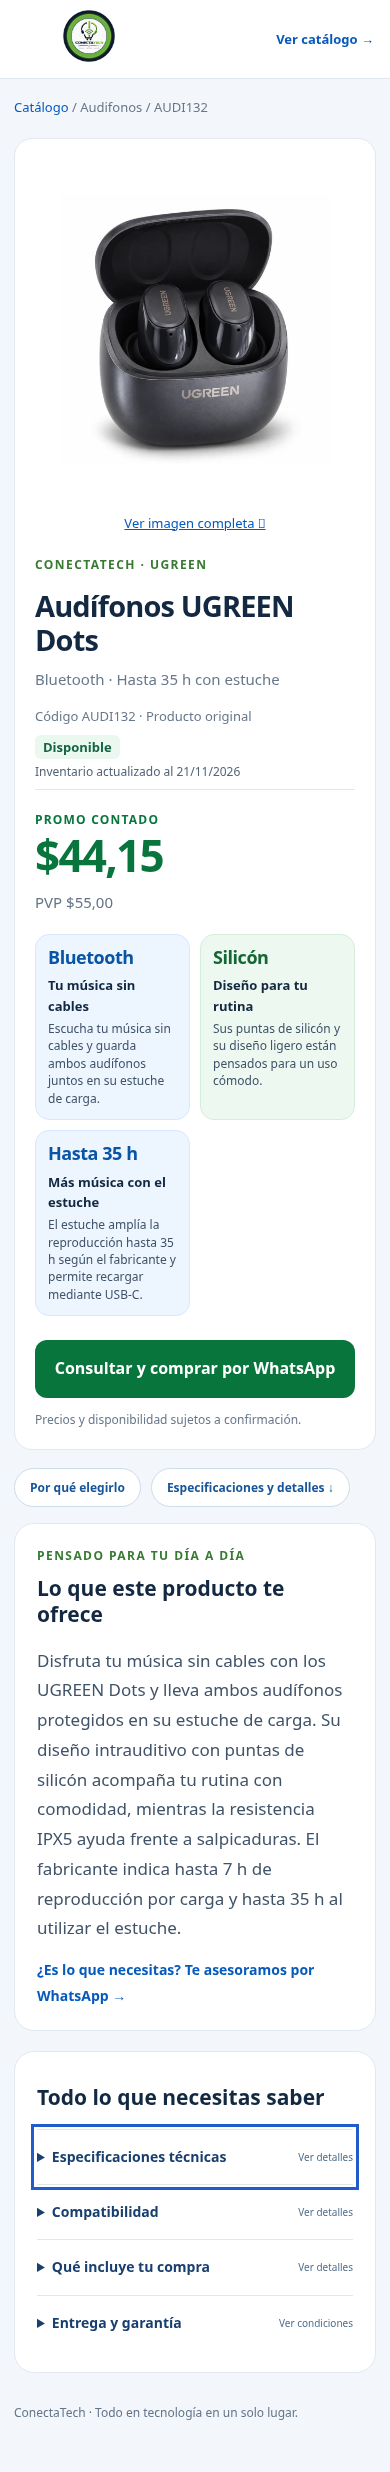 CONECTATECH
Ver catálogo →
Catálogo / Audifonos / AUDI132
UGREEN
UGREEN
UGREEN
Ver imagen completa
CONECTATECH · UGREEN
Audífonos UGREEN
Dots
Bluetooth · Hasta 35 h con estuche
Código AUDI132 · Producto original
Disponible
Inventario actualizado al 21/11/2026
PROMO CONTADO
$44,15
PVP $55,00
Bluetooth
Tu música sin
cables
Escucha tu música sin
cables y guarda
ambos audífonos
juntos en su estuche
de carga.
Silicón
Diseño para tu
rutina
Sus puntas de silicón y
su diseño ligero están
pensados para un uso
cómodo.
Hasta 35 h
Más música con el
estuche
El estuche amplía la
reproducción hasta 35
h según el fabricante y
permite recargar
mediante USB-C.
Consultar y comprar por WhatsApp
Precios y disponibilidad sujetos a confirmación.
Por qué elegirlo
Especificaciones y detalles ↓
PENSADO PARA TU DÍA A DÍA
Lo que este producto te
ofrece
Disfruta tu música sin cables con los
UGREEN Dots y lleva ambos audífonos
protegidos en su estuche de carga. Su
diseño intrauditivo con puntas de
silicón acompaña tu rutina con
comodidad, mientras la resistencia
IPX5 ayuda frente a salpicaduras. El
fabricante indica hasta 7 h de
reproducción por carga y hasta 35 h al
utilizar el estuche.
¿Es lo que necesitas? Te asesoramos por
WhatsApp →
Todo lo que necesitas saber
Especificaciones técnicas Ver detalles
Compatibilidad Ver detalles
Qué incluye tu compra Ver detalles
Entrega y garantía Ver condiciones
ConectaTech · Todo en tecnología en un solo lugar.